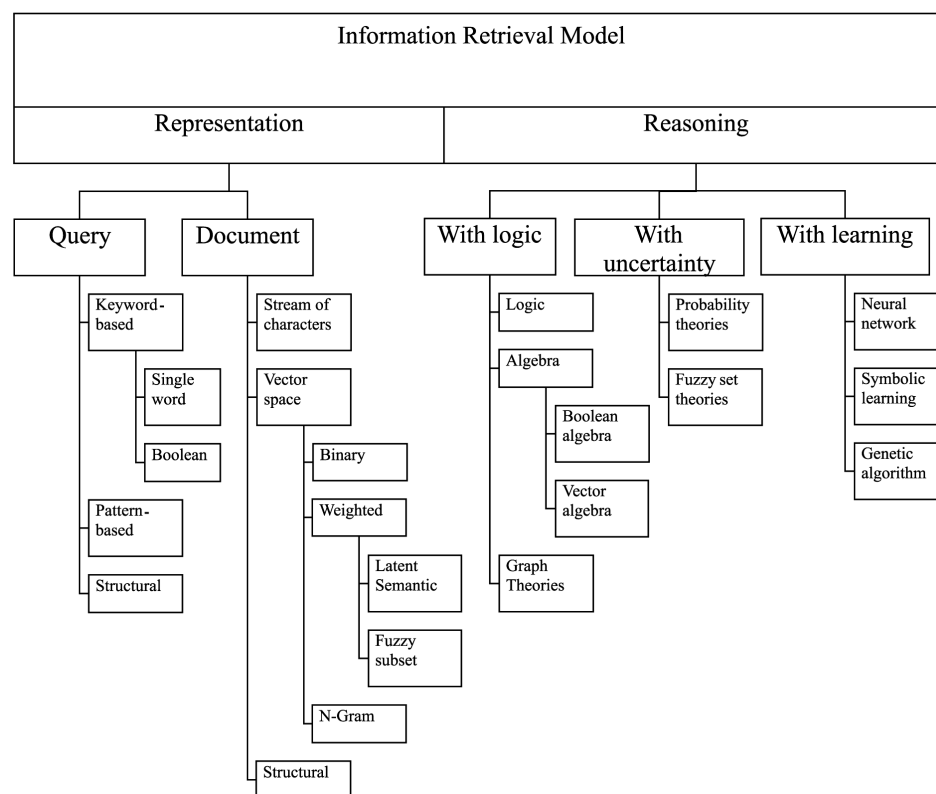 Information Retrieval Model
Representation
Reasoning
Query
Document
With logic
With
uncertainty
With learning
Keyword-
based
Single
word
Boolean
Pattern-
based
Structural
Stream of
characters
Vector
space
Binary
Weighted
Latent
Semantic
Fuzzy
subset
N-Gram
Structural
Logic
Algebra
Boolean
algebra
Vector
algebra
Graph
Theories
Probability
theories
Fuzzy set
theories
Neural
network
Symbolic
learning
Genetic
algorithm